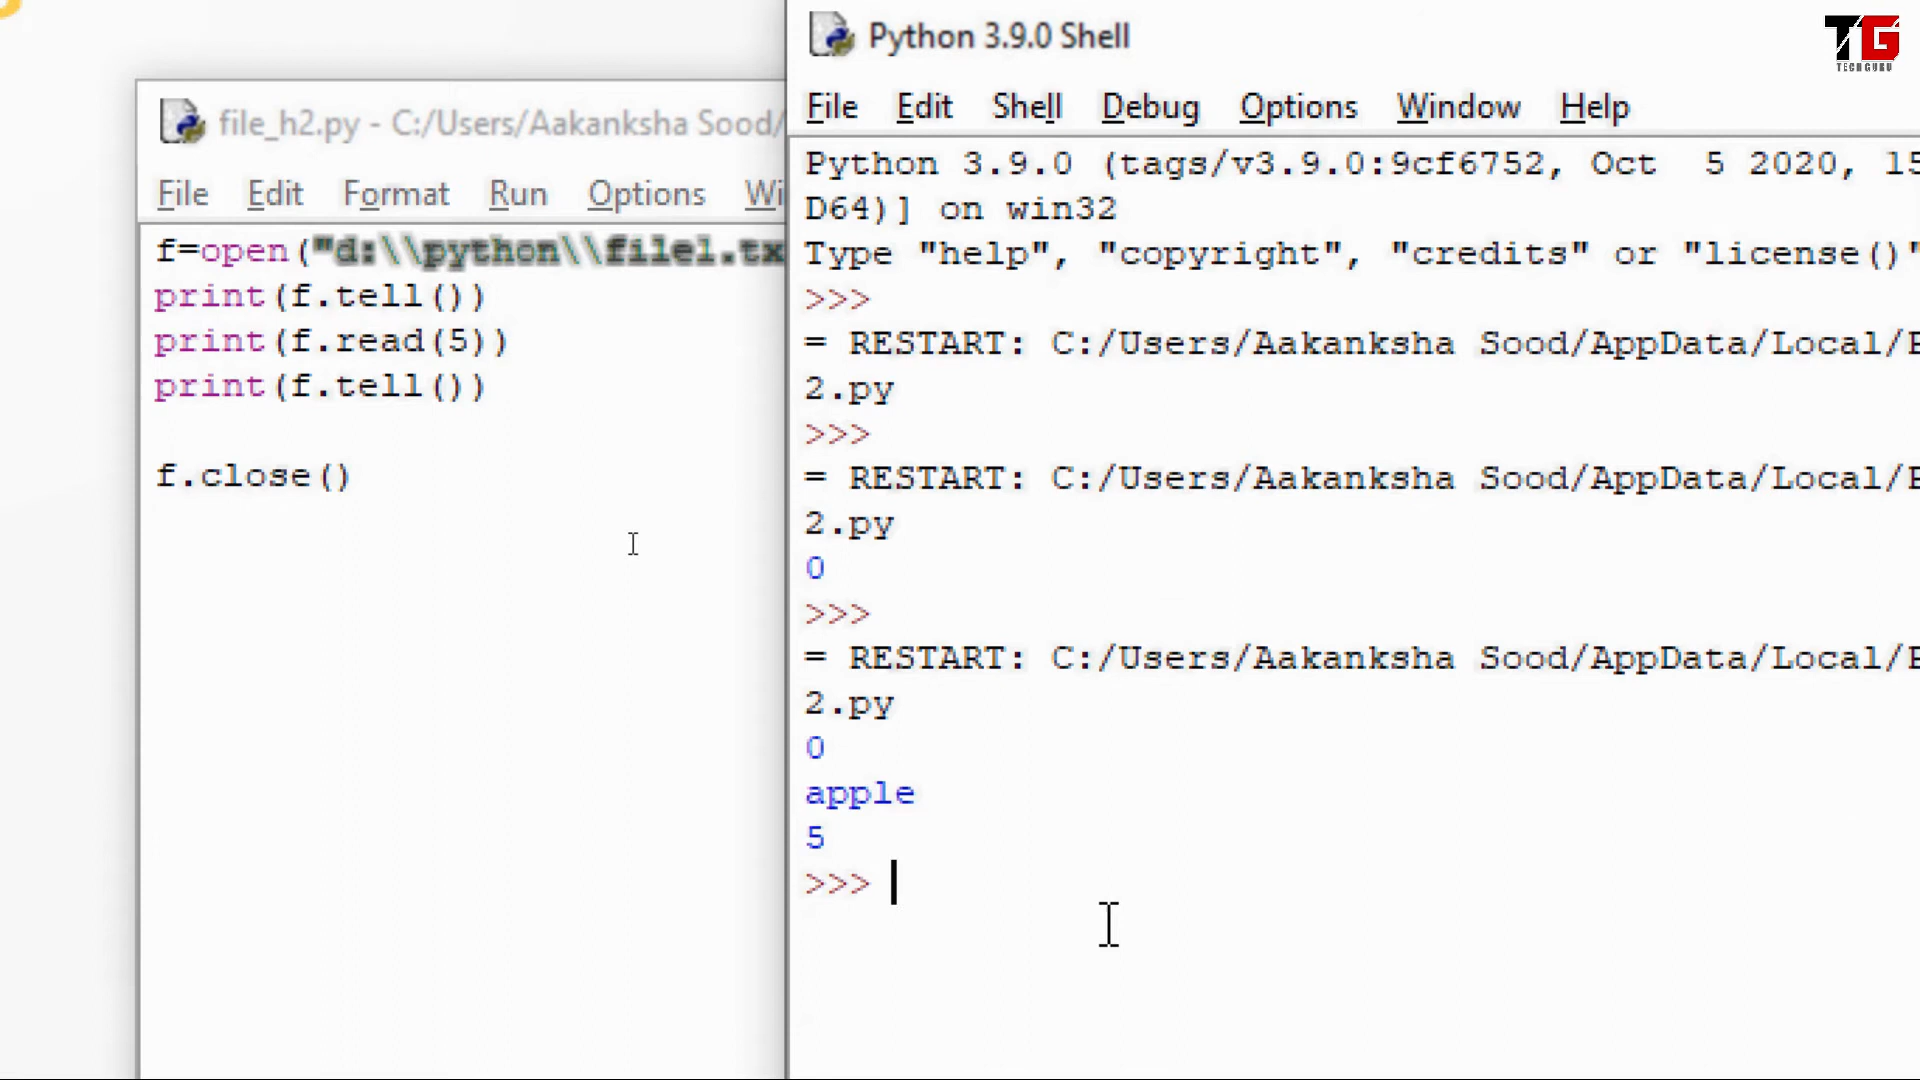 file_h2.py - C:/Users/Aakanksha Sood/
File Edit Format Run Options Wi
f=open("d:\\python\\file1.tx
print(f.tell())
print(f.read(5))
print(f.tell())
f.close()
Python 3.9.0 Shell
File Edit Shell Debug Options Window Help
Python 3.9.0 (tags/v3.9.0:9cf6752, Oct  5 2020, 15
D64)] on win32
Type "help", "copyright", "credits" or "license()"
>>>
= RESTART: C:/Users/Aakanksha Sood/AppData/Local/P
2.py
>>>
= RESTART: C:/Users/Aakanksha Sood/AppData/Local/P
2.py
0
>>>
= RESTART: C:/Users/Aakanksha Sood/AppData/Local/P
2.py
0
apple
5
>>>
TG
TECH GURU